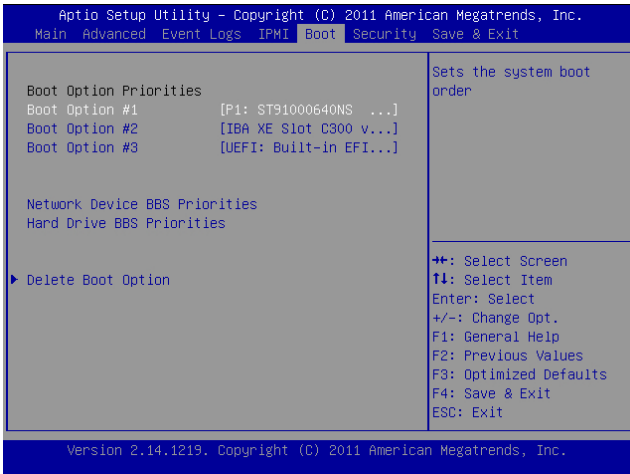 Aptio Setup Utility – Copyright (C) 2011 American Megatrends, Inc.
Main Advanced Event Logs IPMI Boot Security Save & Exit
Boot Option Priorities
Boot Option #1 [P1: ST91000640NS ...]
Boot Option #2 [IBA XE Slot C300 v...]
Boot Option #3 [UEFI: Built-in EFI...]
Network Device BBS Priorities
Hard Drive BBS Priorities
▶ Delete Boot Option
Sets the system boot
order
→←: Select Screen
↑↓: Select Item
Enter: Select
+/-: Change Opt.
F1: General Help
F2: Previous Values
F3: Optimized Defaults
F4: Save & Exit
ESC: Exit
Version 2.14.1219. Copyright (C) 2011 American Megatrends, Inc.